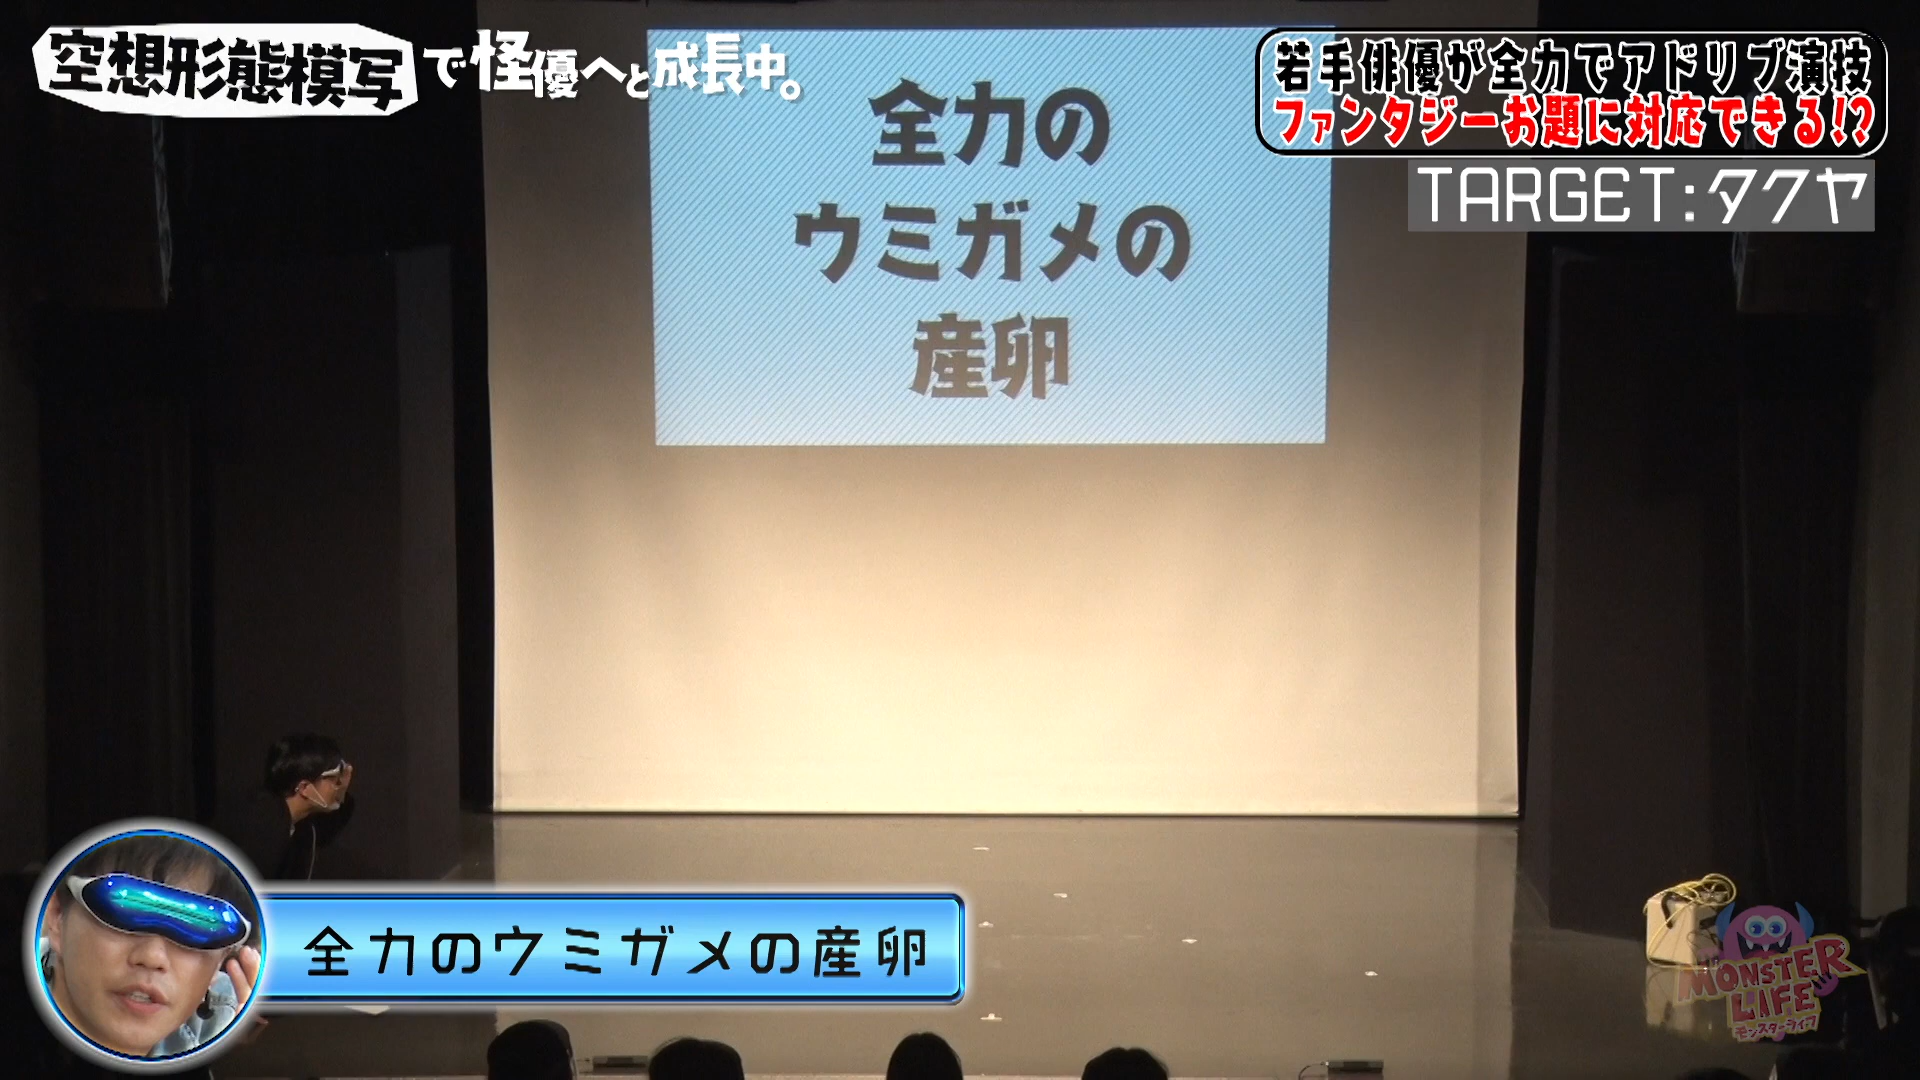 空想形態模写で怪優へと成長中。
若手俳優が全力でアドリブ演技
ファンタジーお題に対応できる!?
TARGET:タクヤ
全力の
ウミガメの
産卵
全力のウミガメの産卵
MONSTER
LIFE
モンスターライフ